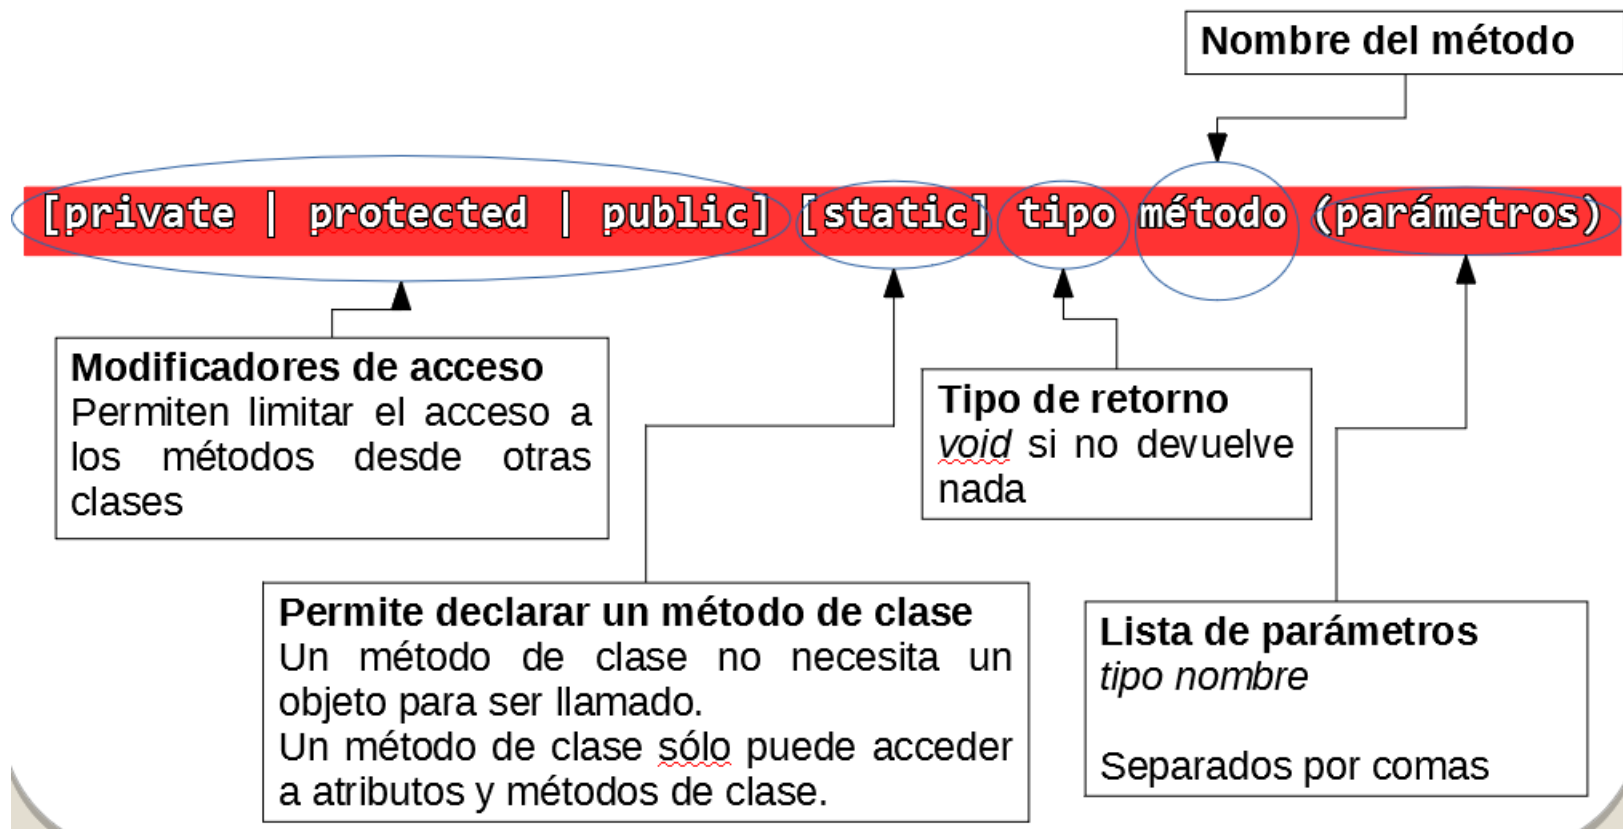 Nombre del método
[private | protected | public] [static] tipo método (parámetros)
Modificadores de acceso
Permiten limitar el acceso a
los métodos desde otras
clases
Tipo de retorno
void si no devuelve
nada
Permite declarar un método de clase
Un método de clase no necesita un
objeto para ser llamado.
Un método de clase sólo puede acceder
a atributos y métodos de clase.
Lista de parámetros
tipo nombre
Separados por comas